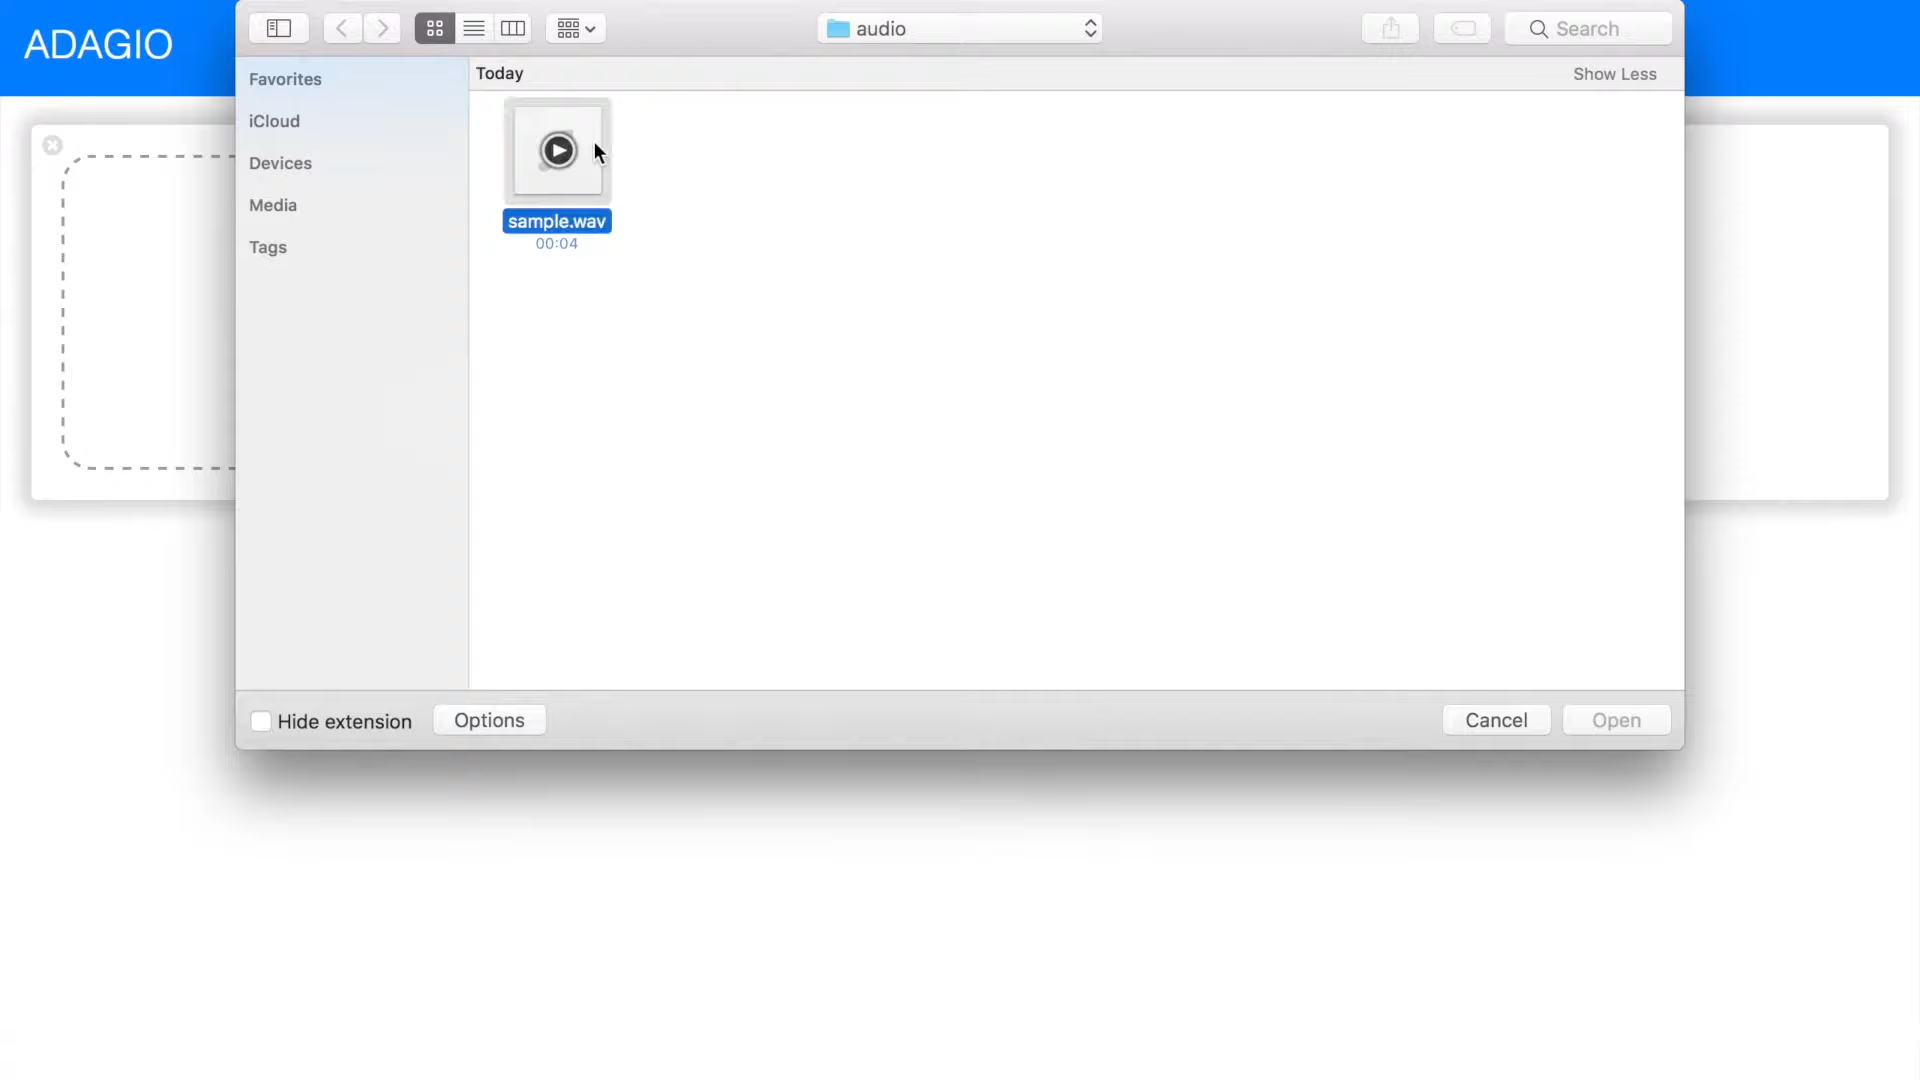 ADAGIO
audio
Search
Favorites
iCloud
Devices
Media
Tags
Today
Show Less
sample.wav
00:04
Hide extension
Options
Cancel
Open